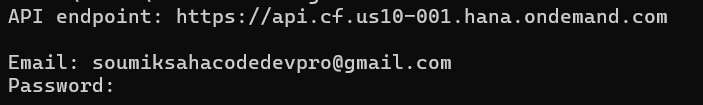 API endpoint: https://api.cf.us10-001.hana.ondemand.com
Email: soumiksahacodedevpro@gmail.com
Password: